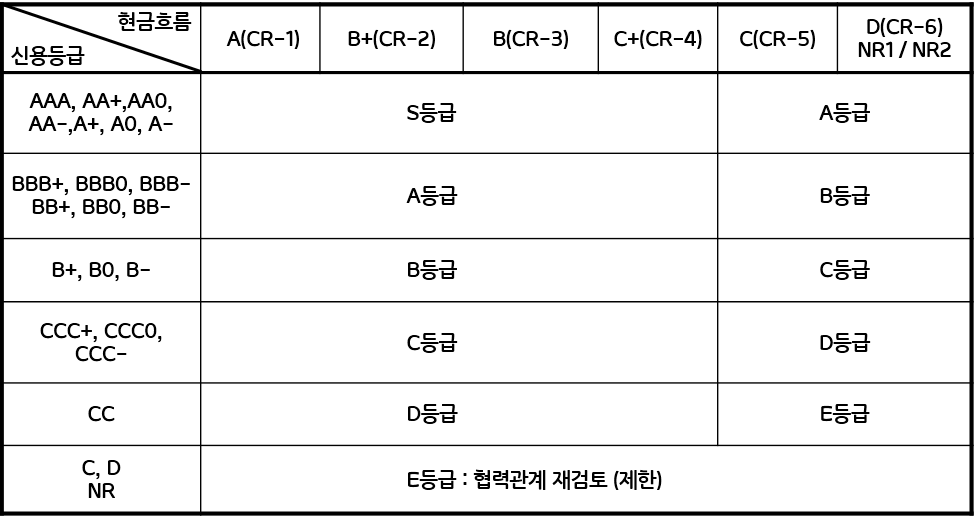 현금흐름
신용등급
A(CR-1)
B+(CR-2)
B(CR-3)
C+(CR-4)
C(CR-5)
D(CR-6)
NR1 / NR2
AAA, AA+,AA0,
AA-,A+, A0, A-
S등급
A등급
BBB+, BBB0, BBB-
BB+, BB0, BB-
A등급
B등급
B+, B0, B-
B등급
C등급
CCC+, CCC0,
CCC-
C등급
D등급
CC
D등급
E등급
C, D
NR
E등급 : 협력관계 재검토 (제한)